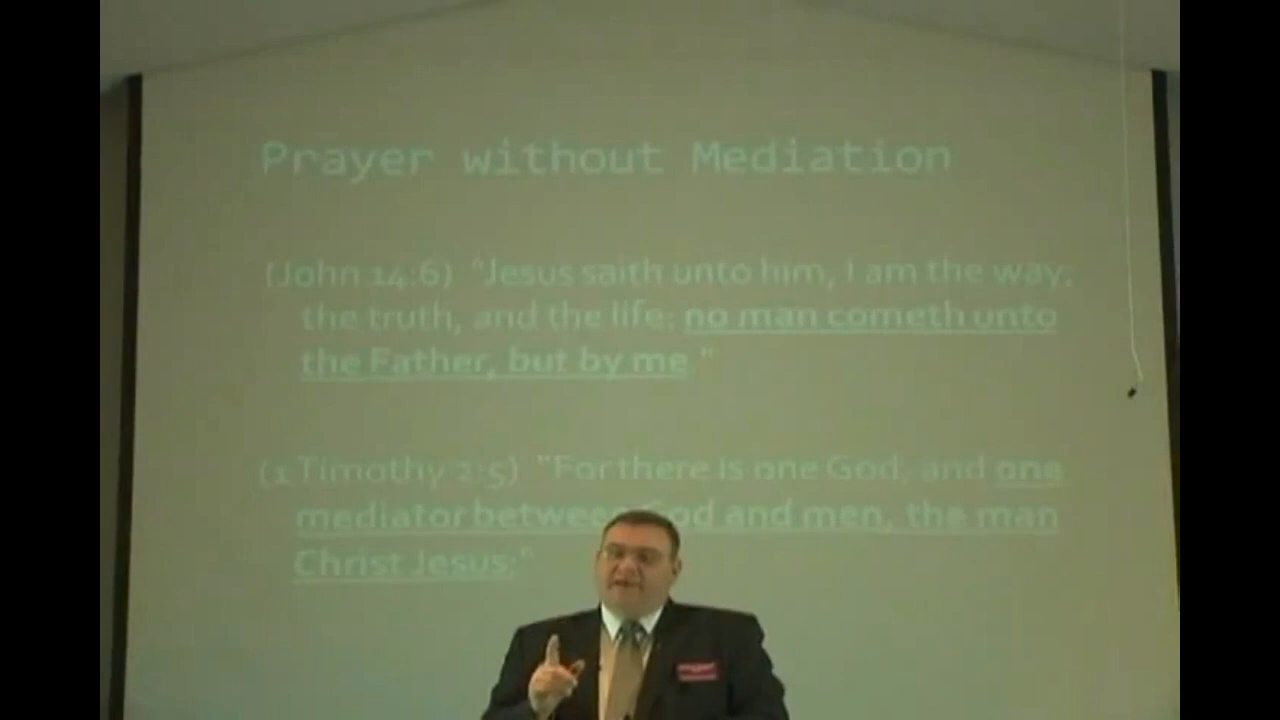 Prayer without Mediation
(John 14:6) "Jesus saith unto him, I am the way,
the truth, and the life; no man cometh unto
the Father, but by me."
(1 Timothy 2:5) "For there is one God, and one
mediator between God and men, the man
Christ Jesus;"